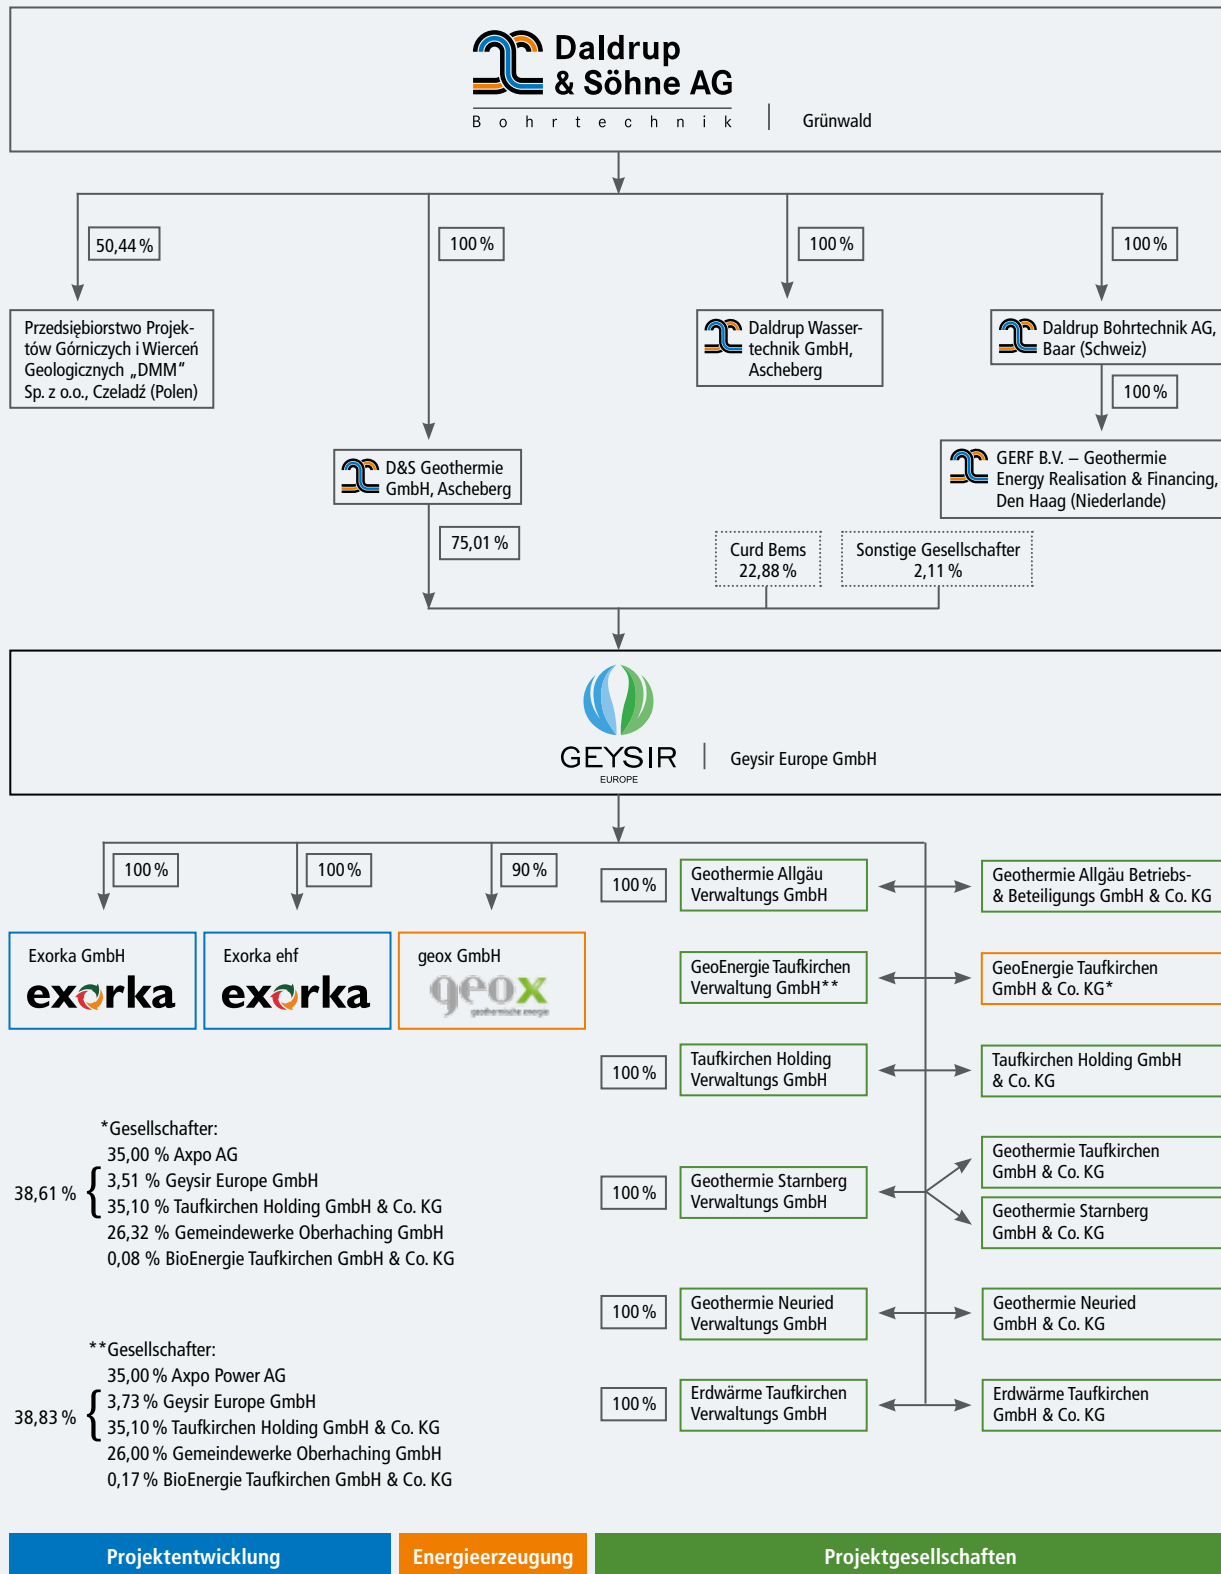 Daldrup
& Söhne AG
Bohrtechnik
Grünwald
50,44 %
100 %
100 %
100 %
Przedsiębiorstwo Projek-
tów Górniczych i Wierceń
Geologicznych „DMM“
Sp. z o.o., Czeladź (Polen)
Daldrup Wasser-
technik GmbH,
Ascheberg
Daldrup Bohrtechnik AG,
Baar (Schweiz)
100 %
D&S Geothermie
GmbH, Ascheberg
GERF B.V. – Geothermie
Energy Realisation & Financing,
Den Haag (Niederlande)
75,01 %
Curd Bems
22,88 %
Sonstige Gesellschafter
2,11 %
GEYSIR
EUROPE
Geysir Europe GmbH
100 %
100 %
90 %
Exorka GmbH
exorka
Exorka ehf
exorka
geox GmbH
geox
geothermische energie
100 %
Geothermie Allgäu
Verwaltungs GmbH
Geothermie Allgäu Betriebs-
& Beteiligungs GmbH & Co. KG
GeoEnergie Taufkirchen
Verwaltung GmbH**
GeoEnergie Taufkirchen
GmbH & Co. KG*
100 %
Taufkirchen Holding
Verwaltungs GmbH
Taufkirchen Holding GmbH
& Co. KG
100 %
Geothermie Starnberg
Verwaltungs GmbH
Geothermie Taufkirchen
GmbH & Co. KG
Geothermie Starnberg
GmbH & Co. KG
100 %
Geothermie Neuried
Verwaltungs GmbH
Geothermie Neuried
GmbH & Co. KG
100 %
Erdwärme Taufkirchen
Verwaltungs GmbH
Erdwärme Taufkirchen
GmbH & Co. KG
*Gesellschafter:
35,00 % Axpo AG
38,61 % { 3,51 % Geysir Europe GmbH
35,10 % Taufkirchen Holding GmbH & Co. KG
26,32 % Gemeindewerke Oberhaching GmbH
0,08 % BioEnergie Taufkirchen GmbH & Co. KG
**Gesellschafter:
35,00 % Axpo Power AG
38,83 % { 3,73 % Geysir Europe GmbH
35,10 % Taufkirchen Holding GmbH & Co. KG
26,00 % Gemeindewerke Oberhaching GmbH
0,17 % BioEnergie Taufkirchen GmbH & Co. KG
Projektentwicklung
Energieerzeugung
Projektgesellschaften